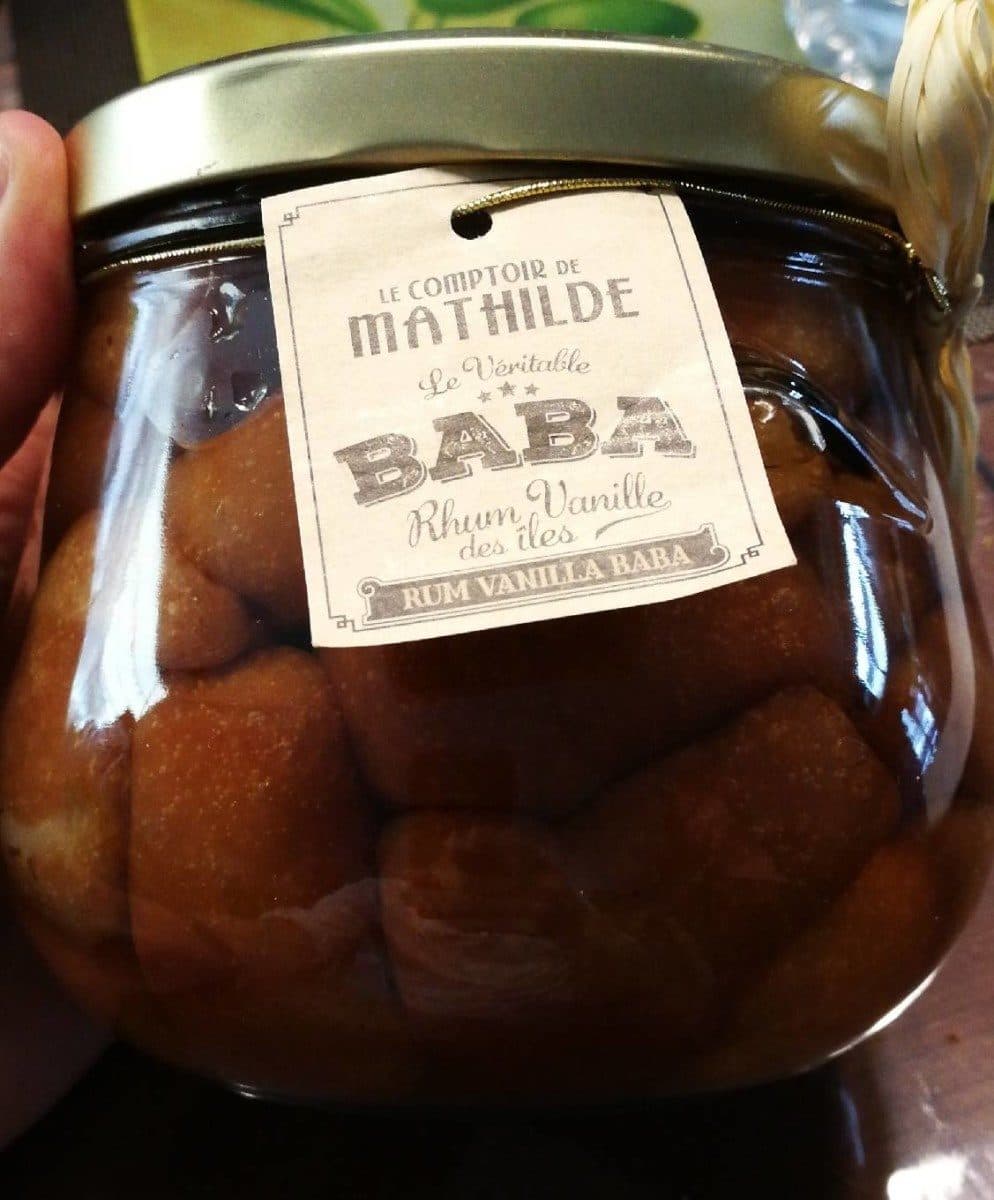 LE COMPTOIR DE
MATHILDE
Le Véritable
BABA
Rhum Vanille
des îles
RUM VANILLA BABA